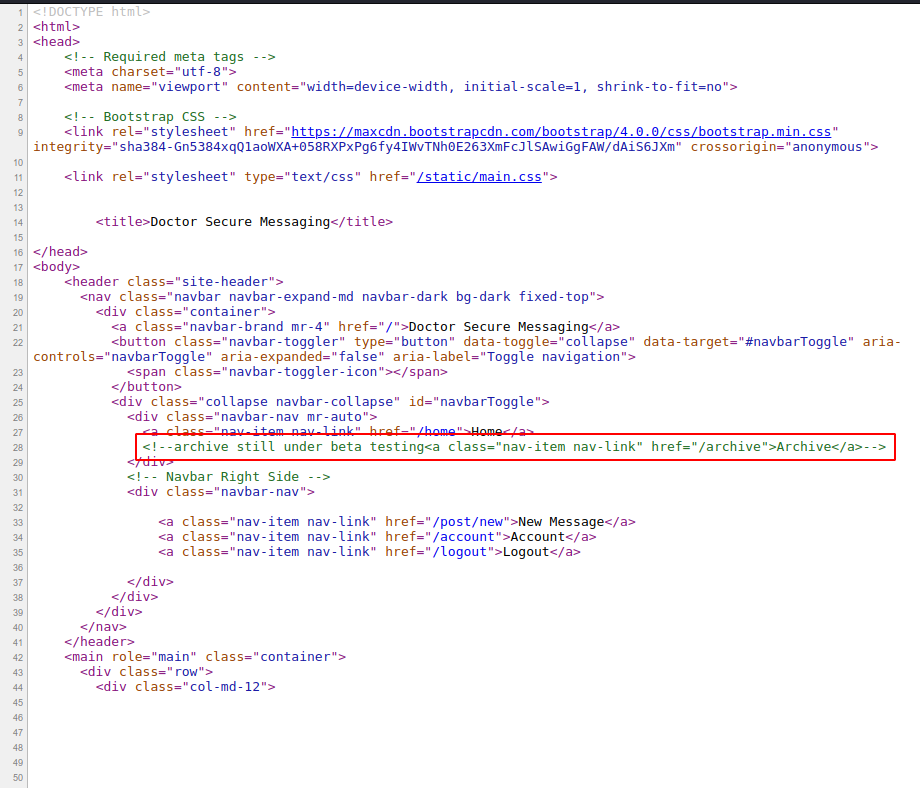 1 <!DOCTYPE html>
2 <html>
3 <head>
4 <!-- Required meta tags -->
5 <meta charset="utf-8">
6 <meta name="viewport" content="width=device-width, initial-scale=1, shrink-to-fit=no">
7
8 <!-- Bootstrap CSS -->
9 <link rel="stylesheet" href="https://maxcdn.bootstrapcdn.com/bootstrap/4.0.0/css/bootstrap.min.css"
integrity="sha384-Gn5384xqQ1aoWXA+058RXPxPg6fy4IWvTNh0E263XmFcJlSAwiGgFAW/dAiS6JXm" crossorigin="anonymous">
10
11 <link rel="stylesheet" type="text/css" href="/static/main.css">
12
13
14 <title>Doctor Secure Messaging</title>
15
16 </head>
17 <body>
18 <header class="site-header">
19 <nav class="navbar navbar-expand-md navbar-dark bg-dark fixed-top">
20 <div class="container">
21 <a class="navbar-brand mr-4" href="/">Doctor Secure Messaging</a>
22 <button class="navbar-toggler" type="button" data-toggle="collapse" data-target="#navbarToggle" aria-
controls="navbarToggle" aria-expanded="false" aria-label="Toggle navigation">
23 <span class="navbar-toggler-icon"></span>
24 </button>
25 <div class="collapse navbar-collapse" id="navbarToggle">
26 <div class="navbar-nav mr-auto">
27 <a class="nav-item nav-link" href="/home">Home</a>
28 <!--archive still under beta testing<a class="nav-item nav-link" href="/archive">Archive</a>-->
29 </div>
30 <!-- Navbar Right Side -->
31 <div class="navbar-nav">
32
33 <a class="nav-item nav-link" href="/post/new">New Message</a>
34 <a class="nav-item nav-link" href="/account">Account</a>
35 <a class="nav-item nav-link" href="/logout">Logout</a>
36
37 </div>
38 </div>
39 </div>
40 </nav>
41 </header>
42 <main role="main" class="container">
43 <div class="row">
44 <div class="col-md-12">
45
46
47
48
49
50